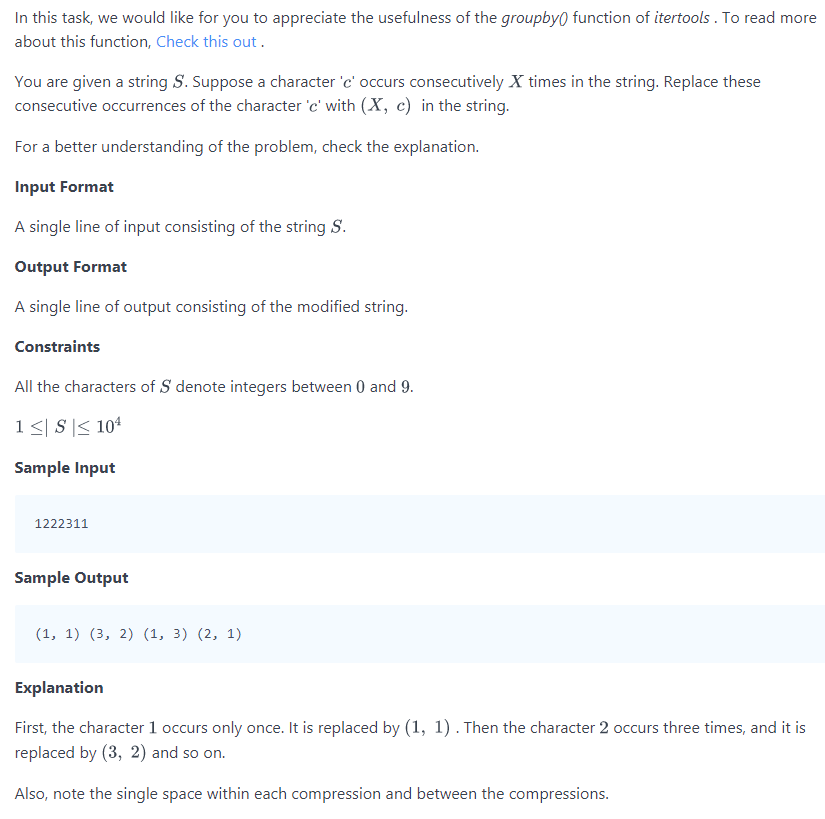 In this task, we would like for you to appreciate the usefulness of the groupby() function of itertools . To read more
about this function, Check this out .
You are given a string S. Suppose a character 'c' occurs consecutively X times in the string. Replace these
consecutive occurrences of the character 'c' with (X, c) in the string.
For a better understanding of the problem, check the explanation.
Input Format
A single line of input consisting of the string S.
Output Format
A single line of output consisting of the modified string.
Constraints
All the characters of S denote integers between 0 and 9.
1 ≤| S |≤ 10⁴
Sample Input
1222311
Sample Output
(1, 1) (3, 2) (1, 3) (2, 1)
Explanation
First, the character 1 occurs only once. It is replaced by (1, 1) . Then the character 2 occurs three times, and it is
replaced by (3, 2) and so on.
Also, note the single space within each compression and between the compressions.